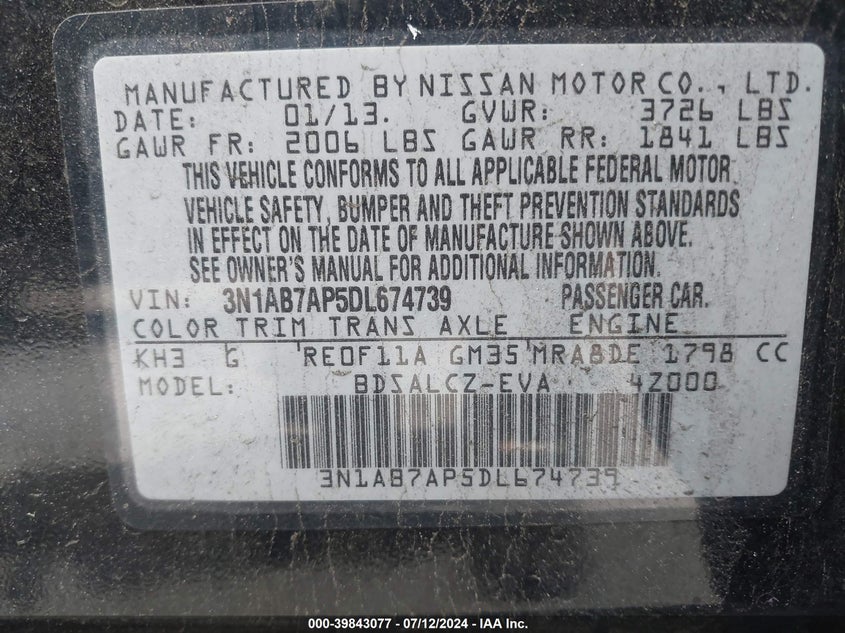 MANUFACTURED BY NISSAN MOTOR CO., LTD.
DATE: 01/13. GVWR: 3726 LBS
GAWR FR: 2006 LBS GAWR RR: 1841 LBS
THIS VEHICLE CONFORMS TO ALL APPLICABLE FEDERAL MOTOR
VEHICLE SAFETY, BUMPER AND THEFT PREVENTION STANDARDS
IN EFFECT ON THE DATE OF MANUFACTURE SHOWN ABOVE.
SEE OWNER'S MANUAL FOR ADDITIONAL INFORMATION.
VIN: 3N1AB7AP5DL674739 PASSENGER CAR.
COLOR TRIM TRANS AXLE ENGINE
KH3 G RE0F11A GM35 MRA8DE 1798 CC
MODEL: BDSALCZ-EVA 4Z000
3N1AB7AP5DL674739
000-39843077 - 07/12/2024 - IAA Inc.